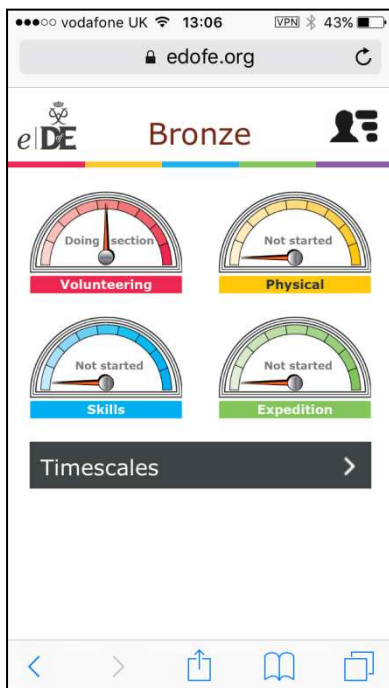 vodafone UK 13:06 VPN 43%
edofe.org
eDofE Bronze
Doing section
Not started
Volunteering
Physical
Not started
Not started
Skills
Expedition
Timescales